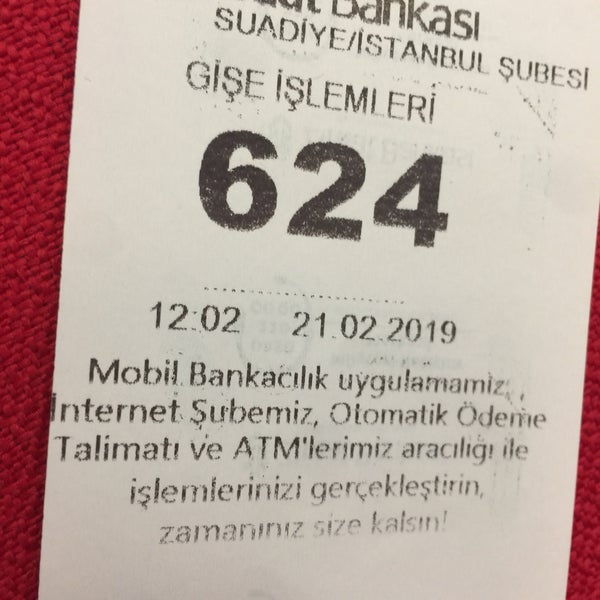 Bankası
SUADİYE/İSTANBUL ŞUBESİ
GİŞE İŞLEMLERİ
624
12:02 21.02.2019
Mobil Bankacılık uygulamamız,
İnternet Şubemiz, Otomatik Ödeme
Talimatı ve ATM'lerimiz aracılığı ile
işlemlerinizi gerçekleştirin,
zamanınız size kalsın!